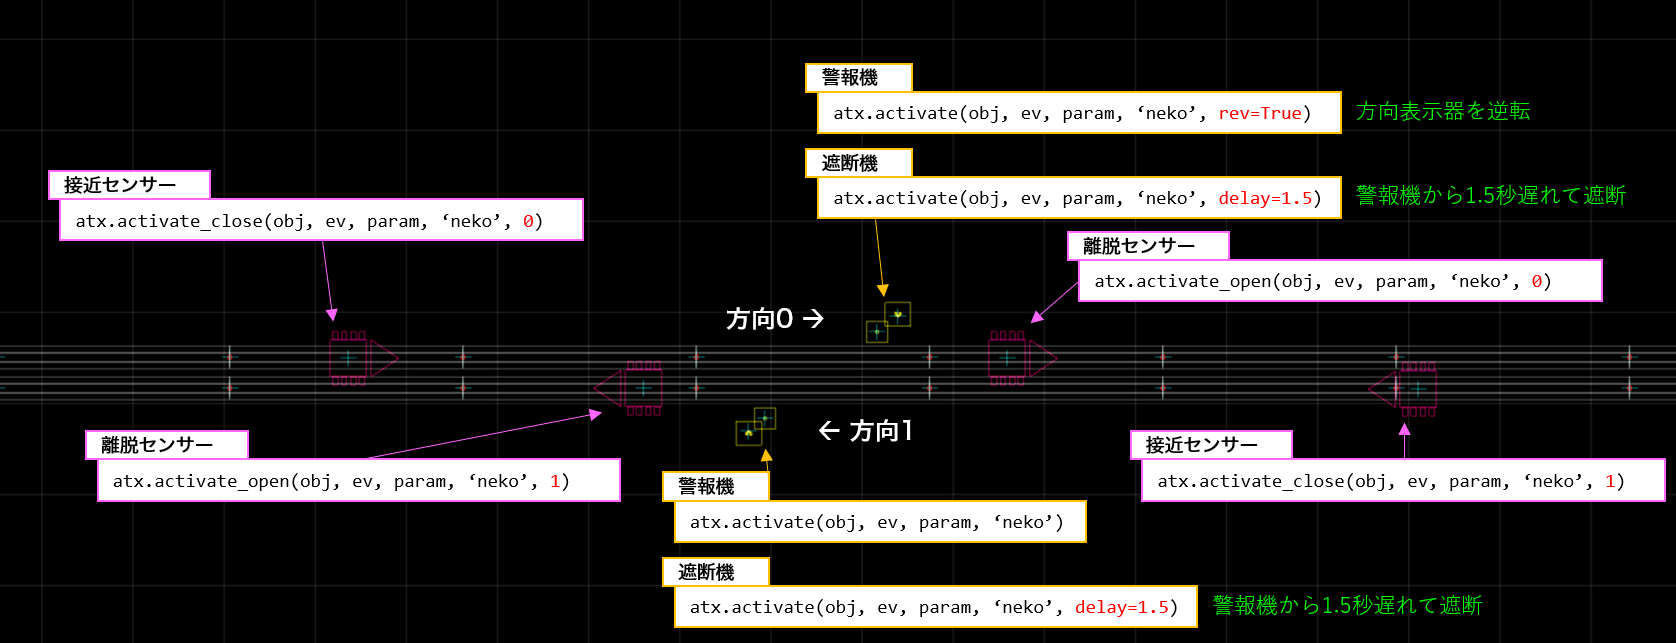 警報機
atx.activate(obj, ev, param, ‘neko’, rev=True)
方向表示器を逆転
遮断機
atx.activate(obj, ev, param, ‘neko’, delay=1.5)
警報機から1.5秒遅れて遮断
接近センサー
atx.activate_close(obj, ev, param, ‘neko’, 0)
離脱センサー
atx.activate_open(obj, ev, param, ‘neko’, 0)
方向0 →
← 方向1
離脱センサー
atx.activate_open(obj, ev, param, ‘neko’, 1)
接近センサー
atx.activate_close(obj, ev, param, ‘neko’, 1)
警報機
atx.activate(obj, ev, param, ‘neko’)
遮断機
atx.activate(obj, ev, param, ‘neko’, delay=1.5)
警報機から1.5秒遅れて遮断